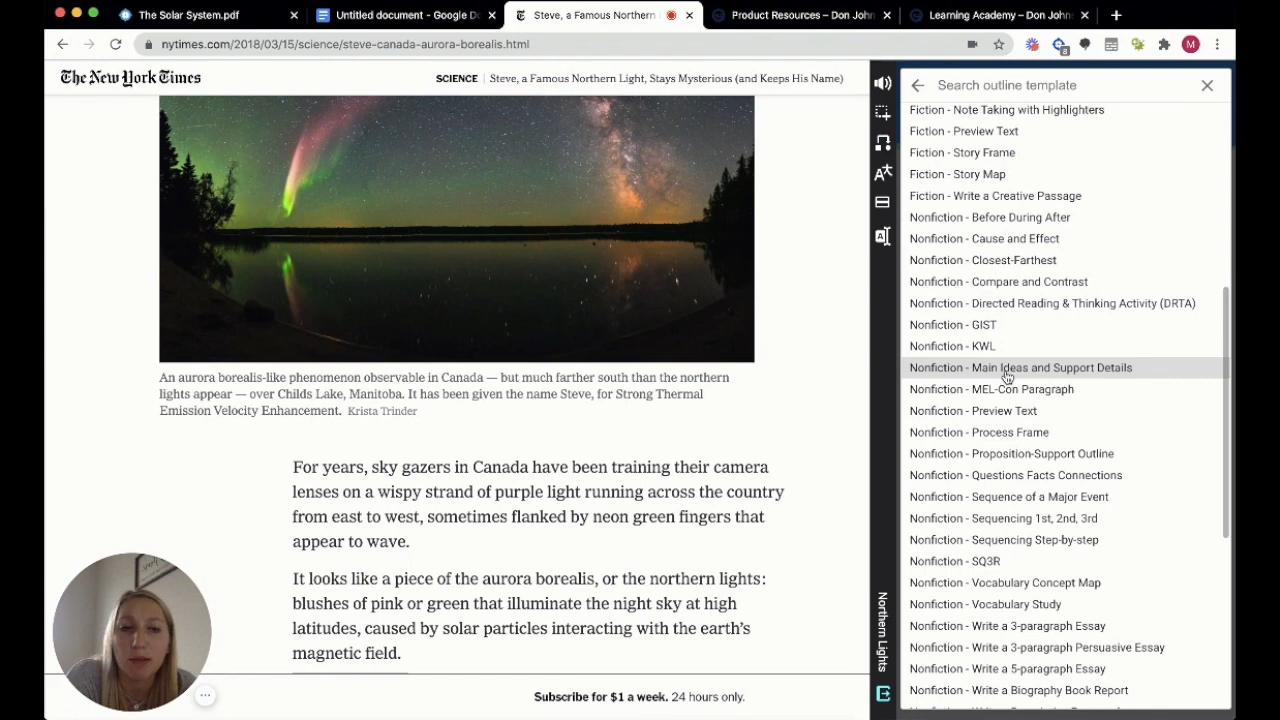 The Solar System.pdf
Untitled document - Google D
Steve, a Famous Northern
Product Resources – Don John
Learning Academy – Don Johns
nytimes.com/2018/03/15/science/steve-canada-aurora-borealis.html
8
M
The New York Times
SCIENCE | Steve, a Famous Northern Light, Stays Mysterious (and Keeps His Name)
An aurora borealis-like phenomenon observable in Canada — but much farther south than the northern
lights appear — over Childs Lake, Manitoba. It has been given the name Steve, for Strong Thermal
Emission Velocity Enhancement. Krista Trinder
For years, sky gazers in Canada have been training their camera
lenses on a wispy strand of purple light running across the country
from east to west, sometimes flanked by neon green fingers that
appear to wave.
It looks like a piece of the aurora borealis, or the northern lights:
blushes of pink or green that illuminate the night sky at high
latitudes, caused by solar particles interacting with the earth's
magnetic field.
Subscribe for $1 a week. 24 hours only.
Northern Lights
Search outline template
Fiction - Note Taking with Highlighters
Fiction - Preview Text
Fiction - Story Frame
Fiction - Story Map
Fiction - Write a Creative Passage
Nonfiction - Before During After
Nonfiction - Cause and Effect
Nonfiction - Closest-Farthest
Nonfiction - Compare and Contrast
Nonfiction - Directed Reading & Thinking Activity (DRTA)
Nonfiction - GIST
Nonfiction - KWL
Nonfiction - Main Ideas and Support Details
Nonfiction - MEL-Con Paragraph
Nonfiction - Preview Text
Nonfiction - Process Frame
Nonfiction - Proposition-Support Outline
Nonfiction - Questions Facts Connections
Nonfiction - Sequence of a Major Event
Nonfiction - Sequencing 1st, 2nd, 3rd
Nonfiction - Sequencing Step-by-step
Nonfiction - SQ3R
Nonfiction - Vocabulary Concept Map
Nonfiction - Vocabulary Study
Nonfiction - Write a 3-paragraph Essay
Nonfiction - Write a 3-paragraph Persuasive Essay
Nonfiction - Write a 5-paragraph Essay
Nonfiction - Write a Biography Book Report